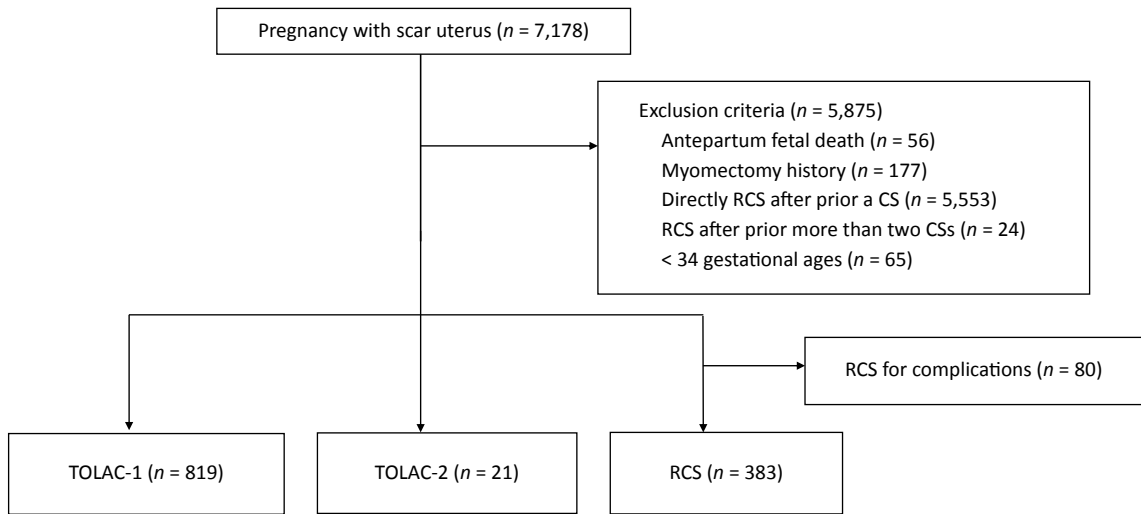 Pregnancy with scar uterus (n = 7,178)
Exclusion criteria (n = 5,875)
Antepartum fetal death (n = 56)
Myomectomy history (n = 177)
Directly RCS after prior a CS (n = 5,553)
RCS after prior more than two CSs (n = 24)
< 34 gestational ages (n = 65)
RCS for complications (n = 80)
TOLAC-1 (n = 819)
TOLAC-2 (n = 21)
RCS (n = 383)